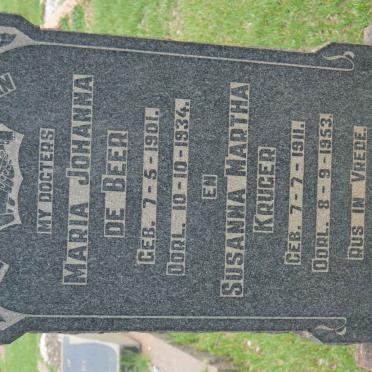 MY DOGTERS
MARIA JOHANNA
DE BEER
GEB. 7-5-1901.
OORL. 10-10-1934.
EN
SUSANNA MARTHA
KRUGER
GEB. 7-7-1911.
OORL. 8-9-1953.
RUS IN VREDE.